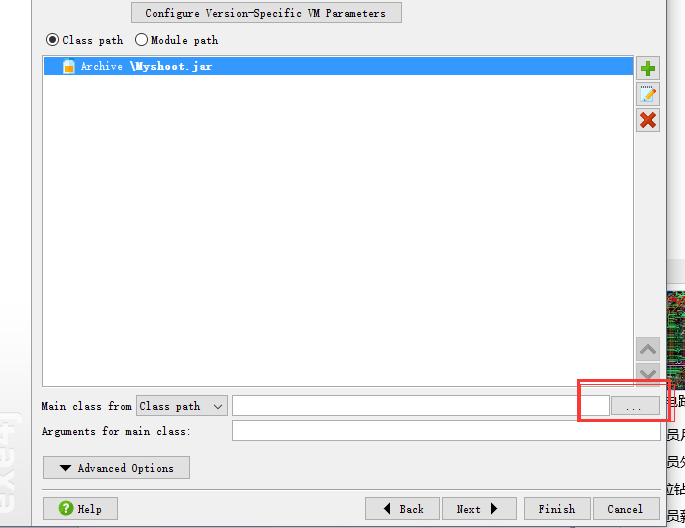 Configure Version-Specific VM Parameters
Class path Module path
Archive \Myshoot.jar
Main class from Class path ...
Arguments for main class:
Advanced Options
Help Back Next Finish Cancel